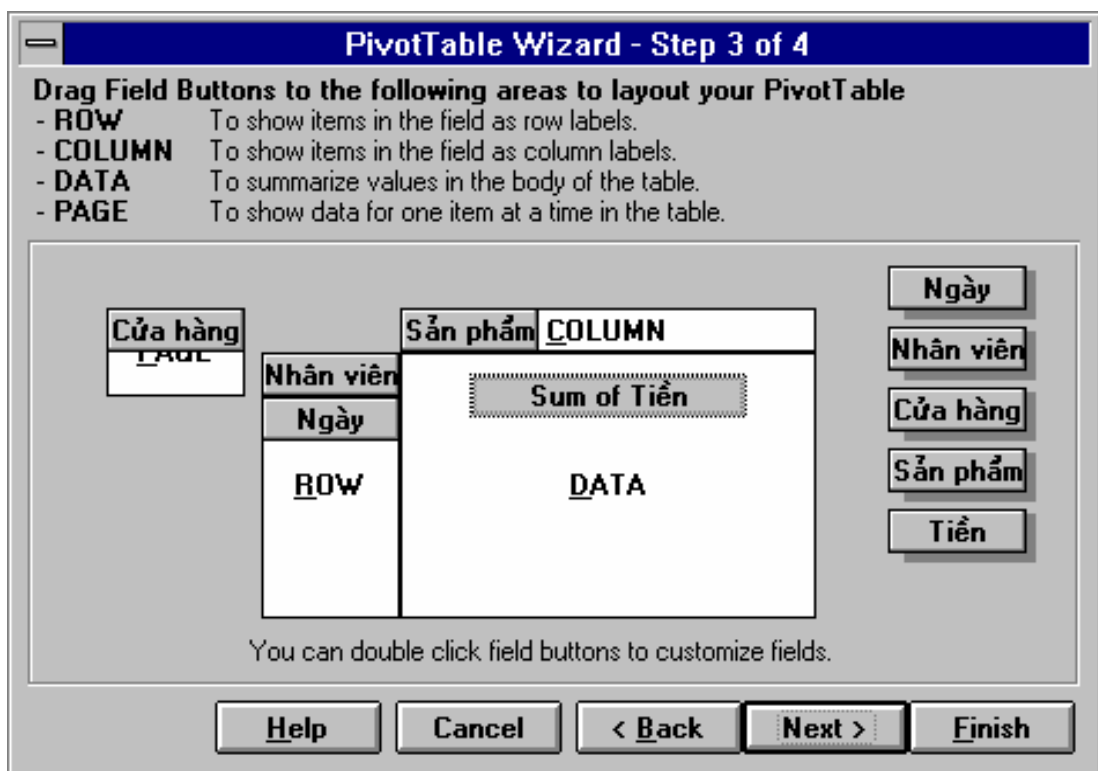 PivotTable Wizard - Step 3 of 4
Drag Field Buttons to the following areas to layout your PivotTable
- ROW To show items in the field as row labels.
- COLUMN To show items in the field as column labels.
- DATA To summarize values in the body of the table.
- PAGE To show data for one item at a time in the table.
Cửa hàng
PAGE
Sản phẩm COLUMN
Nhân viên
Ngày
ROW
Sum of Tiền
DATA
Ngày
Nhân viên
Cửa hàng
Sản phẩm
Tiền
You can double click field buttons to customize fields.
Help Cancel < Back Next > Finish